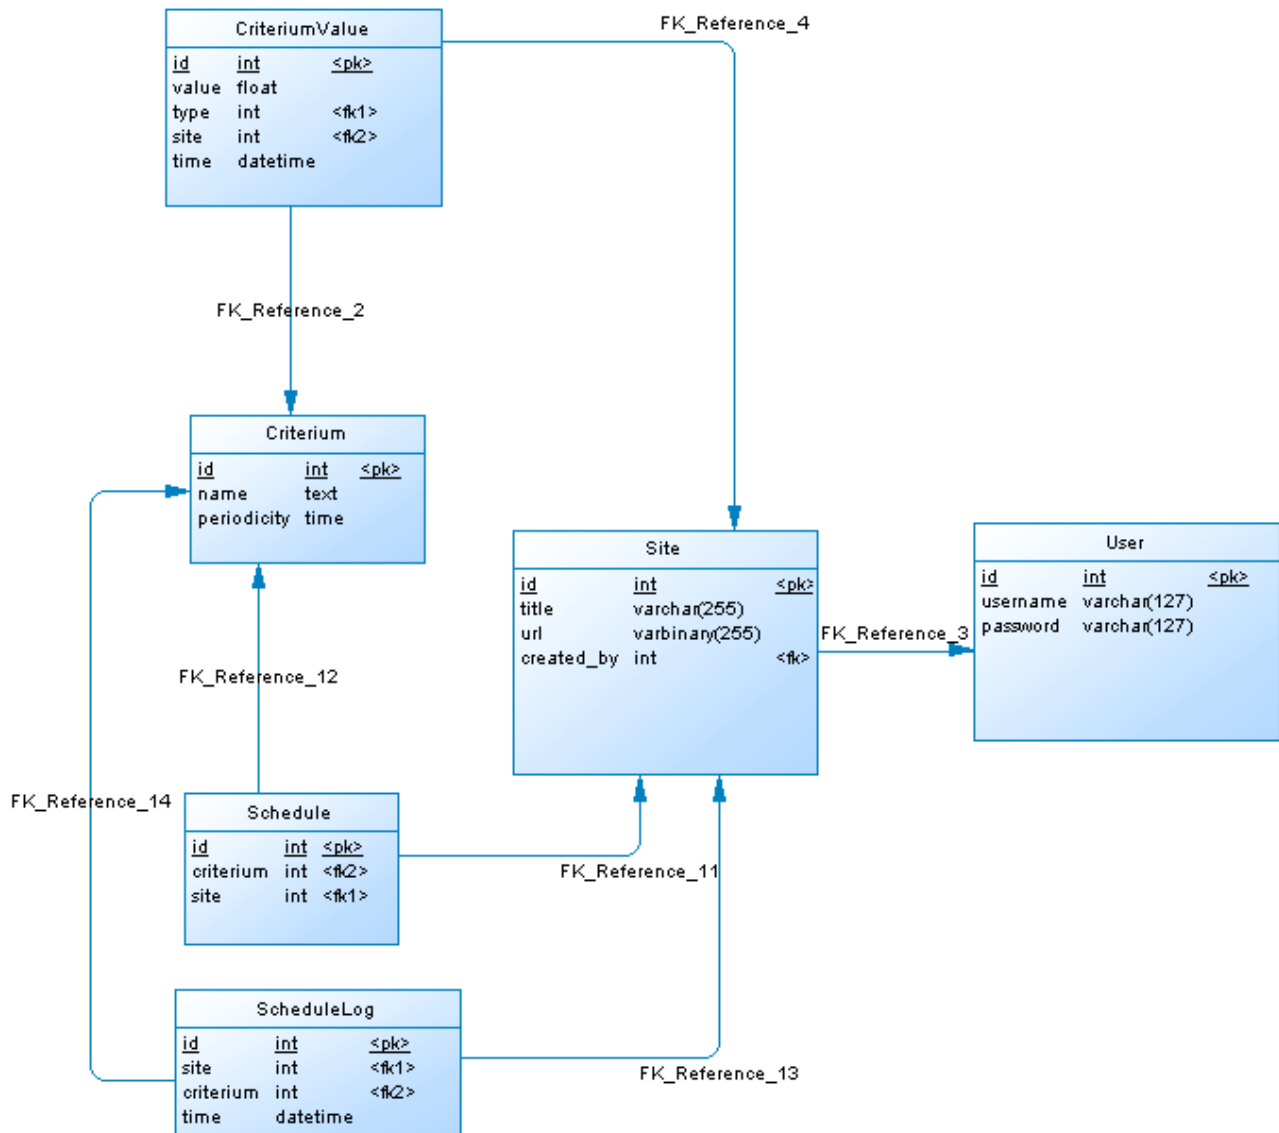 FK_Reference_4
CriteriumValue
id int <pk>
value float
type int <fk1>
site int <fk2>
time datetime
FK_Reference_2
Criterium
id int <pk>
name text
periodicity time
Site
id int <pk>
title varchar(255)
url varbinary(255)
created_by int <fk>
FK_Reference_3
User
id int <pk>
username varchar(127)
password varchar(127)
FK_Reference_12
FK_Reference_14
Schedule
id int <pk>
criterium int <fk2>
site int <fk1>
FK_Reference_11
ScheduleLog
id int <pk>
site int <fk1>
criterium int <fk2>
time datetime
FK_Reference_13